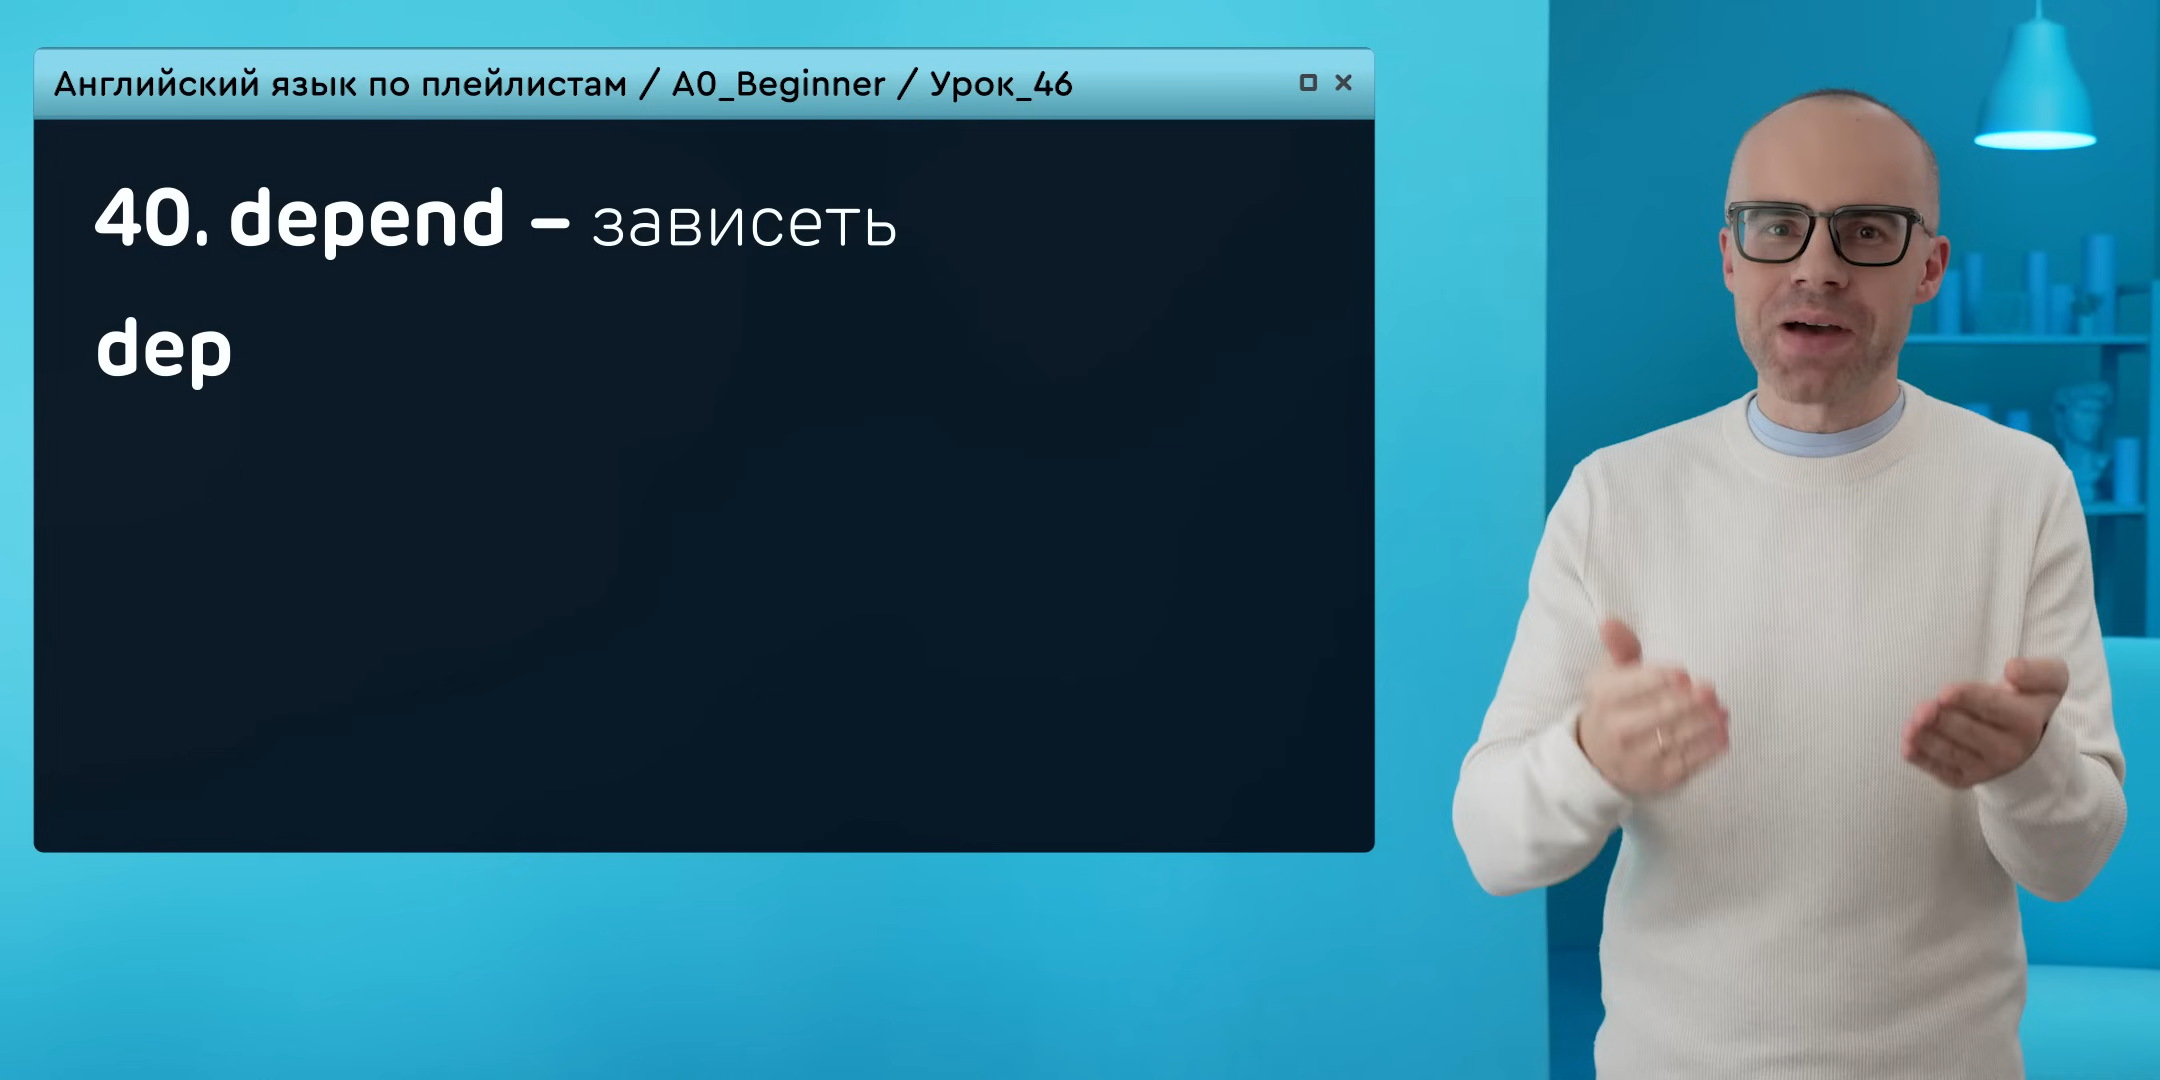 Английский язык по плейлистам / A0_Beginner / Урок_46
40. depend – зависеть
dep